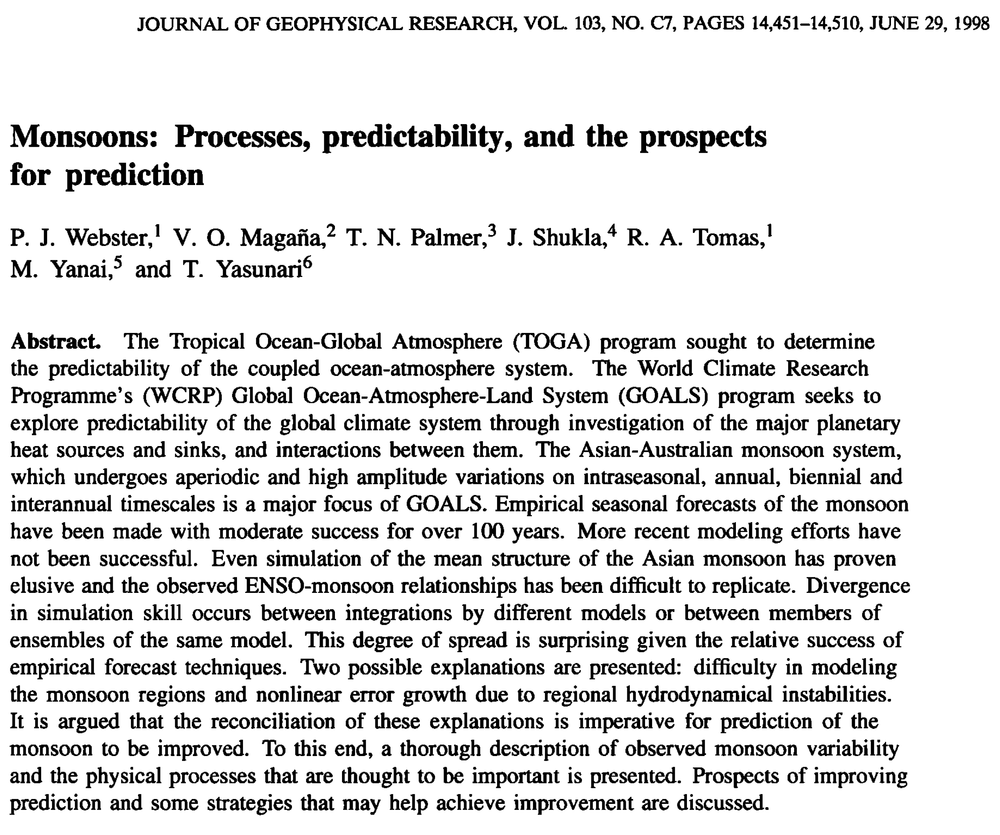 JOURNAL OF GEOPHYSICAL RESEARCH, VOL. 103, NO. C7, PAGES 14,451–14,510, JUNE 29, 1998
Monsoons: Processes, predictability, and the prospects
for prediction
P. J. Webster,¹ V. O. Magaña,² T. N. Palmer,³ J. Shukla,⁴ R. A. Tomas,¹
M. Yanai,⁵ and T. Yasunari⁶
Abstract. The Tropical Ocean-Global Atmosphere (TOGA) program sought to determine
the predictability of the coupled ocean-atmosphere system. The World Climate Research
Programme's (WCRP) Global Ocean-Atmosphere-Land System (GOALS) program seeks to
explore predictability of the global climate system through investigation of the major planetary
heat sources and sinks, and interactions between them. The Asian-Australian monsoon system,
which undergoes aperiodic and high amplitude variations on intraseasonal, annual, biennial and
interannual timescales is a major focus of GOALS. Empirical seasonal forecasts of the monsoon
have been made with moderate success for over 100 years. More recent modeling efforts have
not been successful. Even simulation of the mean structure of the Asian monsoon has proven
elusive and the observed ENSO-monsoon relationships has been difficult to replicate. Divergence
in simulation skill occurs between integrations by different models or between members of
ensembles of the same model. This degree of spread is surprising given the relative success of
empirical forecast techniques. Two possible explanations are presented: difficulty in modeling
the monsoon regions and nonlinear error growth due to regional hydrodynamical instabilities.
It is argued that the reconciliation of these explanations is imperative for prediction of the
monsoon to be improved. To this end, a thorough description of observed monsoon variability
and the physical processes that are thought to be important is presented. Prospects of improving
prediction and some strategies that may help achieve improvement are discussed.